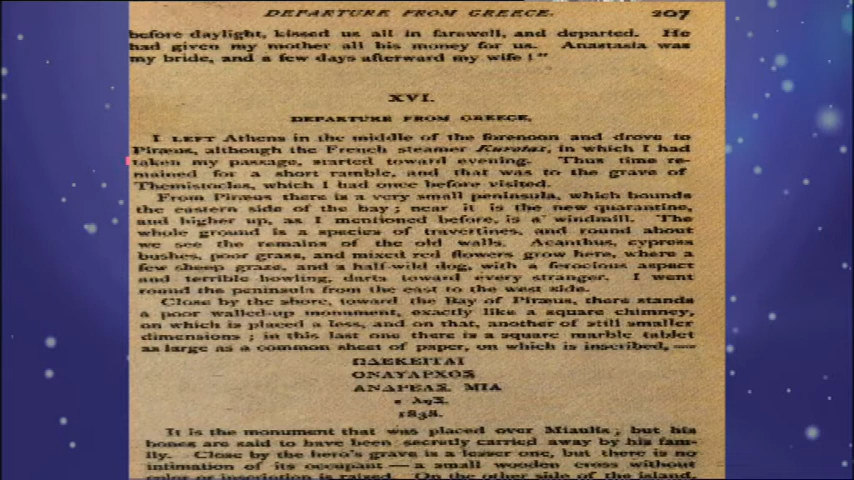 DEPARTURE FROM GREECE. 207
before daylight, kissed us all in farewell, and departed. He
had given my mother all his money for us. Anastasia was
my bride, and a few days afterward my wife!"
XVI.
DEPARTURE FROM GREECE.
I LEFT Athens in the middle of the forenoon and drove to
Piræus, although the French steamer Eurotas, in which I had
taken my passage, started toward evening. Thus time re-
mained for a short ramble, and that was to the grave of
Themistocles, which I had once before visited.
From Piræus there is a very small peninsula, which bounds
the eastern side of the bay; near it is the new quarantine,
and higher up, as I mentioned before, is a windmill. The
whole ground is a species of travertines, and round about
we see the remains of the old walls. Acanthus, cypress
bushes, poor grass, and mixed red flowers grow here, where a
few sheep graze, and a half-wild dog, with a ferocious aspect
and terrible howling, darts toward every stranger. I went
round the peninsula from the east to the west side.
Close by the shore, toward the Bay of Piræus, there stands
a poor walled-up monument, exactly like a square chimney,
on which is placed a less, and on that, another of still smaller
dimensions; in this last one there is a square marble tablet
as large as a common sheet of paper, on which is inscribed, —
ΩΔΕΚΕΙΤΑΙ
ΟΝΑΥΑΡΧΟΣ
ΑΝΔΡΕΑΣ ΜΙΑ
1838.
It is the monument that was placed over Miaulis; but his
bones are said to have been secretly carried away by his fam-
ily. Close by the hero's grave is a lesser one, but there is no
intimation of its occupant — a small wooden cross without
color or inscription is raised. On the other side of the island,